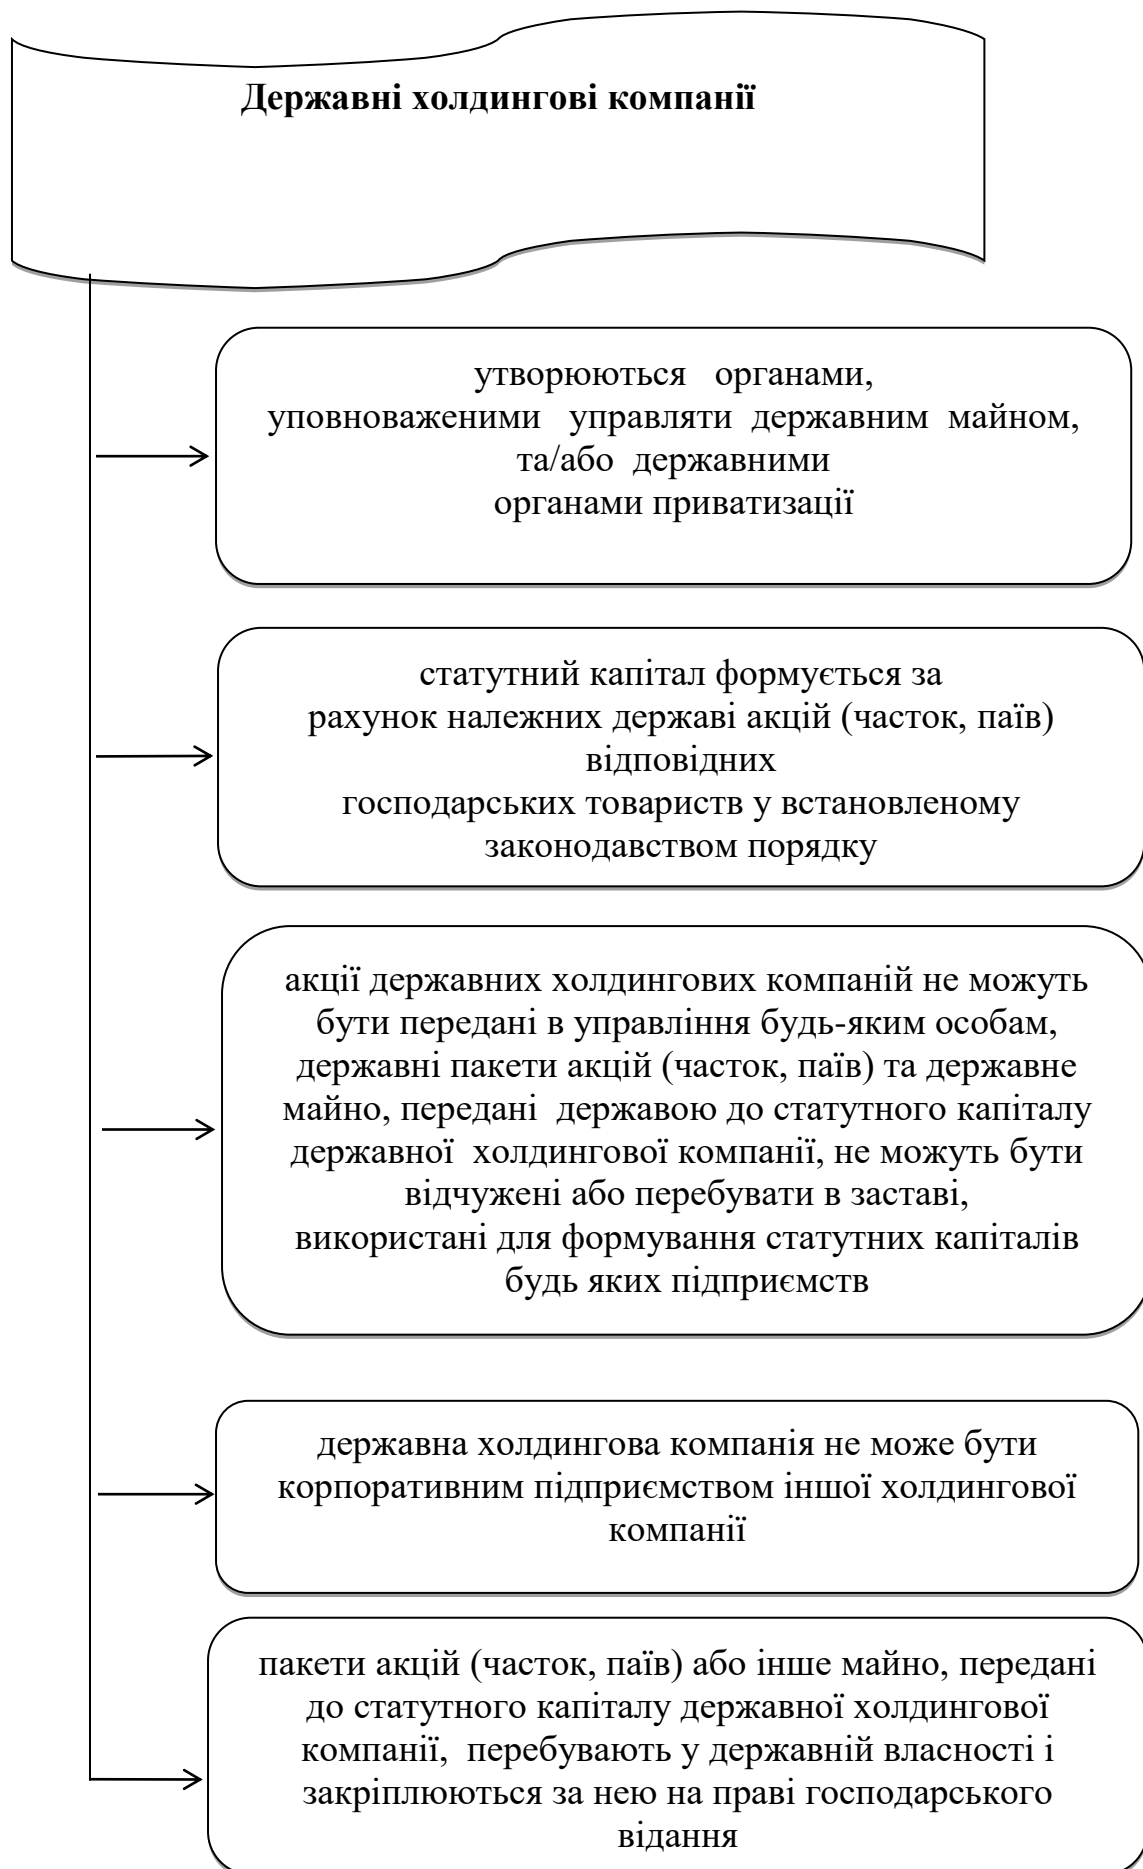 Державні холдингові компанії
утворюються органами,
уповноваженими управляти державним майном,
та/або державними
органами приватизації
статутний капітал формується за
рахунок належних державі акцій (часток, паїв)
відповідних
господарських товариств у встановленому
законодавством порядку
акції державних холдингових компаній не можуть
бути передані в управління будь-яким особам,
державні пакети акцій (часток, паїв) та державне
майно, передані державою до статутного капіталу
державної холдингової компанії, не можуть бути
відчужені або перебувати в заставі,
використані для формування статутних капіталів
будь яких підприємств
державна холдингова компанія не може бути
корпоративним підприємством іншої холдингової
компанії
пакети акцій (часток, паїв) або інше майно, передані
до статутного капіталу державної холдингової
компанії, перебувають у державній власності і
закріплюються за нею на праві господарського
відання